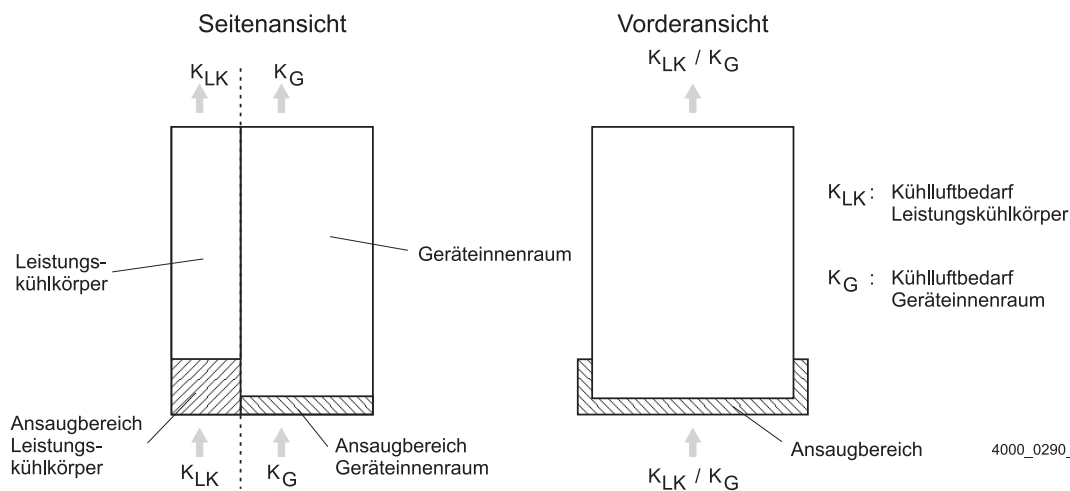 Seitenansicht
K_LK K_G
Leistungs-
kühlkörper
Geräteinnenraum
Ansaugbereich
Leistungs-
kühlkörper
Ansaugbereich
Geräteinnenraum
K_LK K_G
Vorderansicht
K_LK / K_G
Ansaugbereich
K_LK / K_G
K_LK : Kühlluftbedarf
Leistungskühlkörper
K_G : Kühlluftbedarf
Geräteinnenraum
4000_0290_